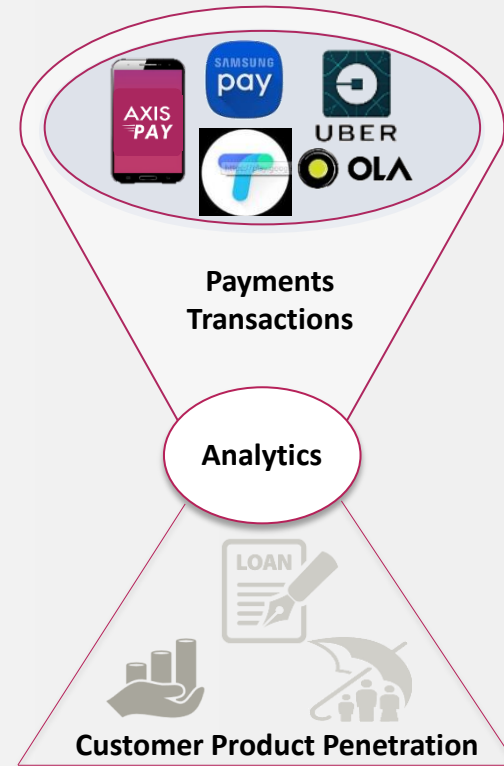 AXIS
PAY
SAMSUNG
pay
UBER
OLA
Payments
Transactions
Analytics
LOAN
Customer Product Penetration